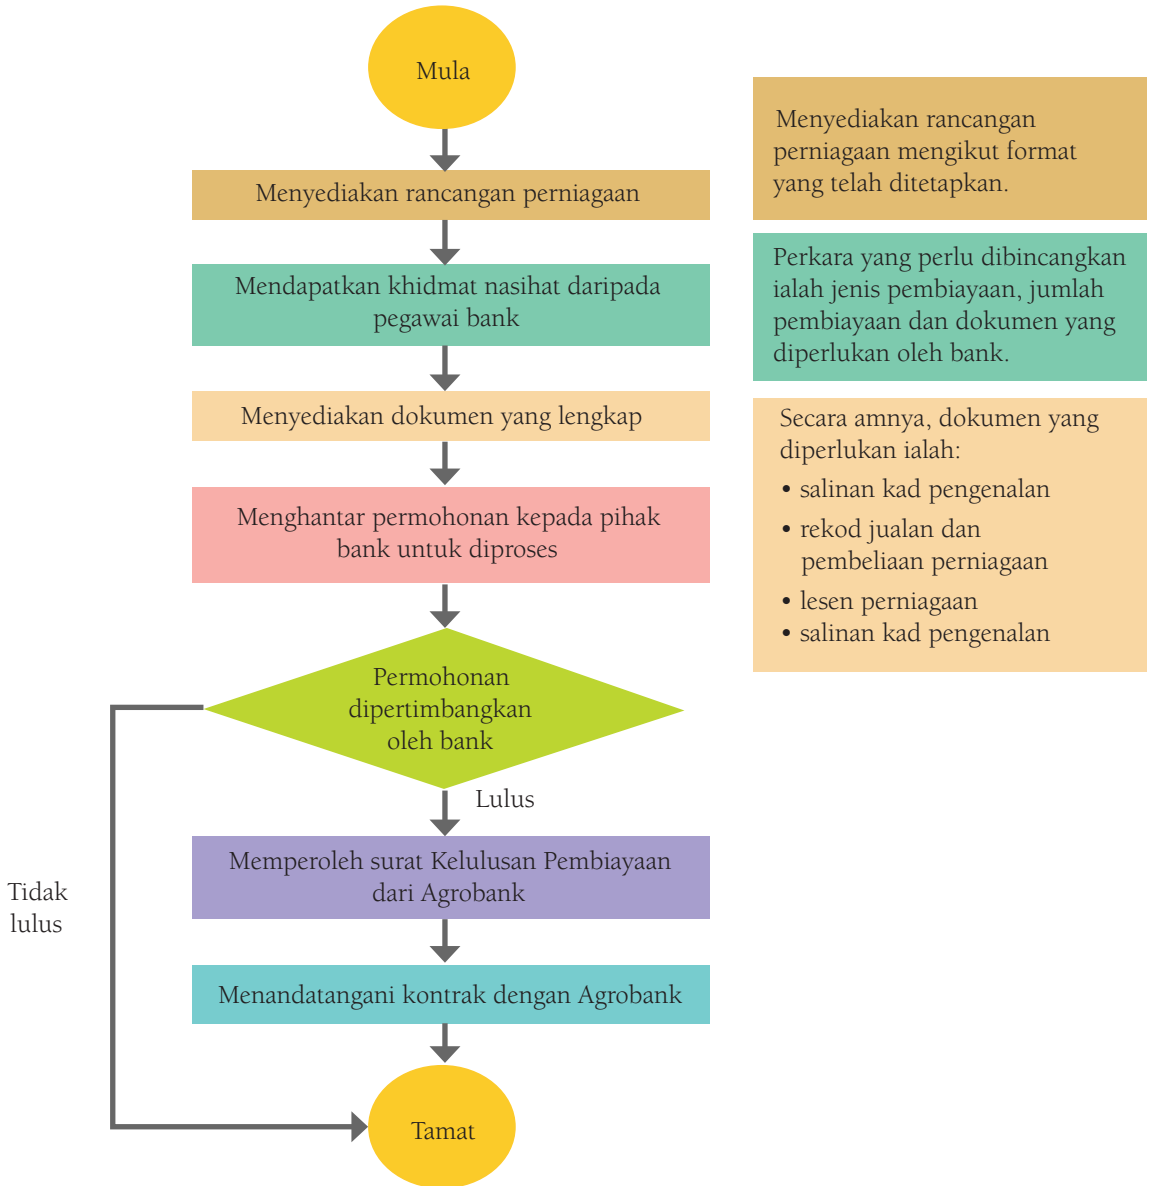 Mula
Menyediakan rancangan perniagaan
Mendapatkan khidmat nasihat daripada
pegawai bank
Menyediakan dokumen yang lengkap
Menghantar permohonan kepada pihak
bank untuk diproses
Permohonan
dipertimbangkan
oleh bank
Lulus
Tidak
lulus
Memperoleh surat Kelulusan Pembiayaan
dari Agrobank
Menandatangani kontrak dengan Agrobank
Tamat
Menyediakan rancangan
perniagaan mengikut format
yang telah ditetapkan.
Perkara yang perlu dibincangkan
ialah jenis pembiayaan, jumlah
pembiayaan dan dokumen yang
diperlukan oleh bank.
Secara amnya, dokumen yang
diperlukan ialah:
• salinan kad pengenalan
• rekod jualan dan
pembeliaan perniagaan
• lesen perniagaan
• salinan kad pengenalan